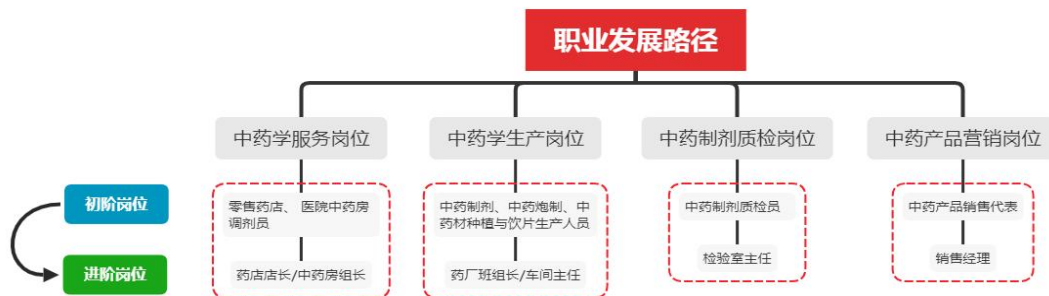 职业发展路径
中药学服务岗位
中药学生产岗位
中药制剂质检岗位
中药产品营销岗位
初阶岗位
零售药店、 医院中药房
调剂员
中药制剂、中药炮制、中
药材种植与饮片生产人员
中药制剂质检员
中药产品销售代表
进阶岗位
药店店长/中药房组长
药厂班组长/车间主任
检验室主任
销售经理